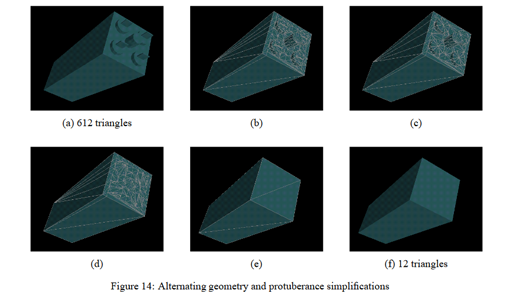 (a) 612 triangles
(b)
(c)
(d)
(e)
(f) 12 triangles
Figure 14: Alternating geometry and protuberance simplifications